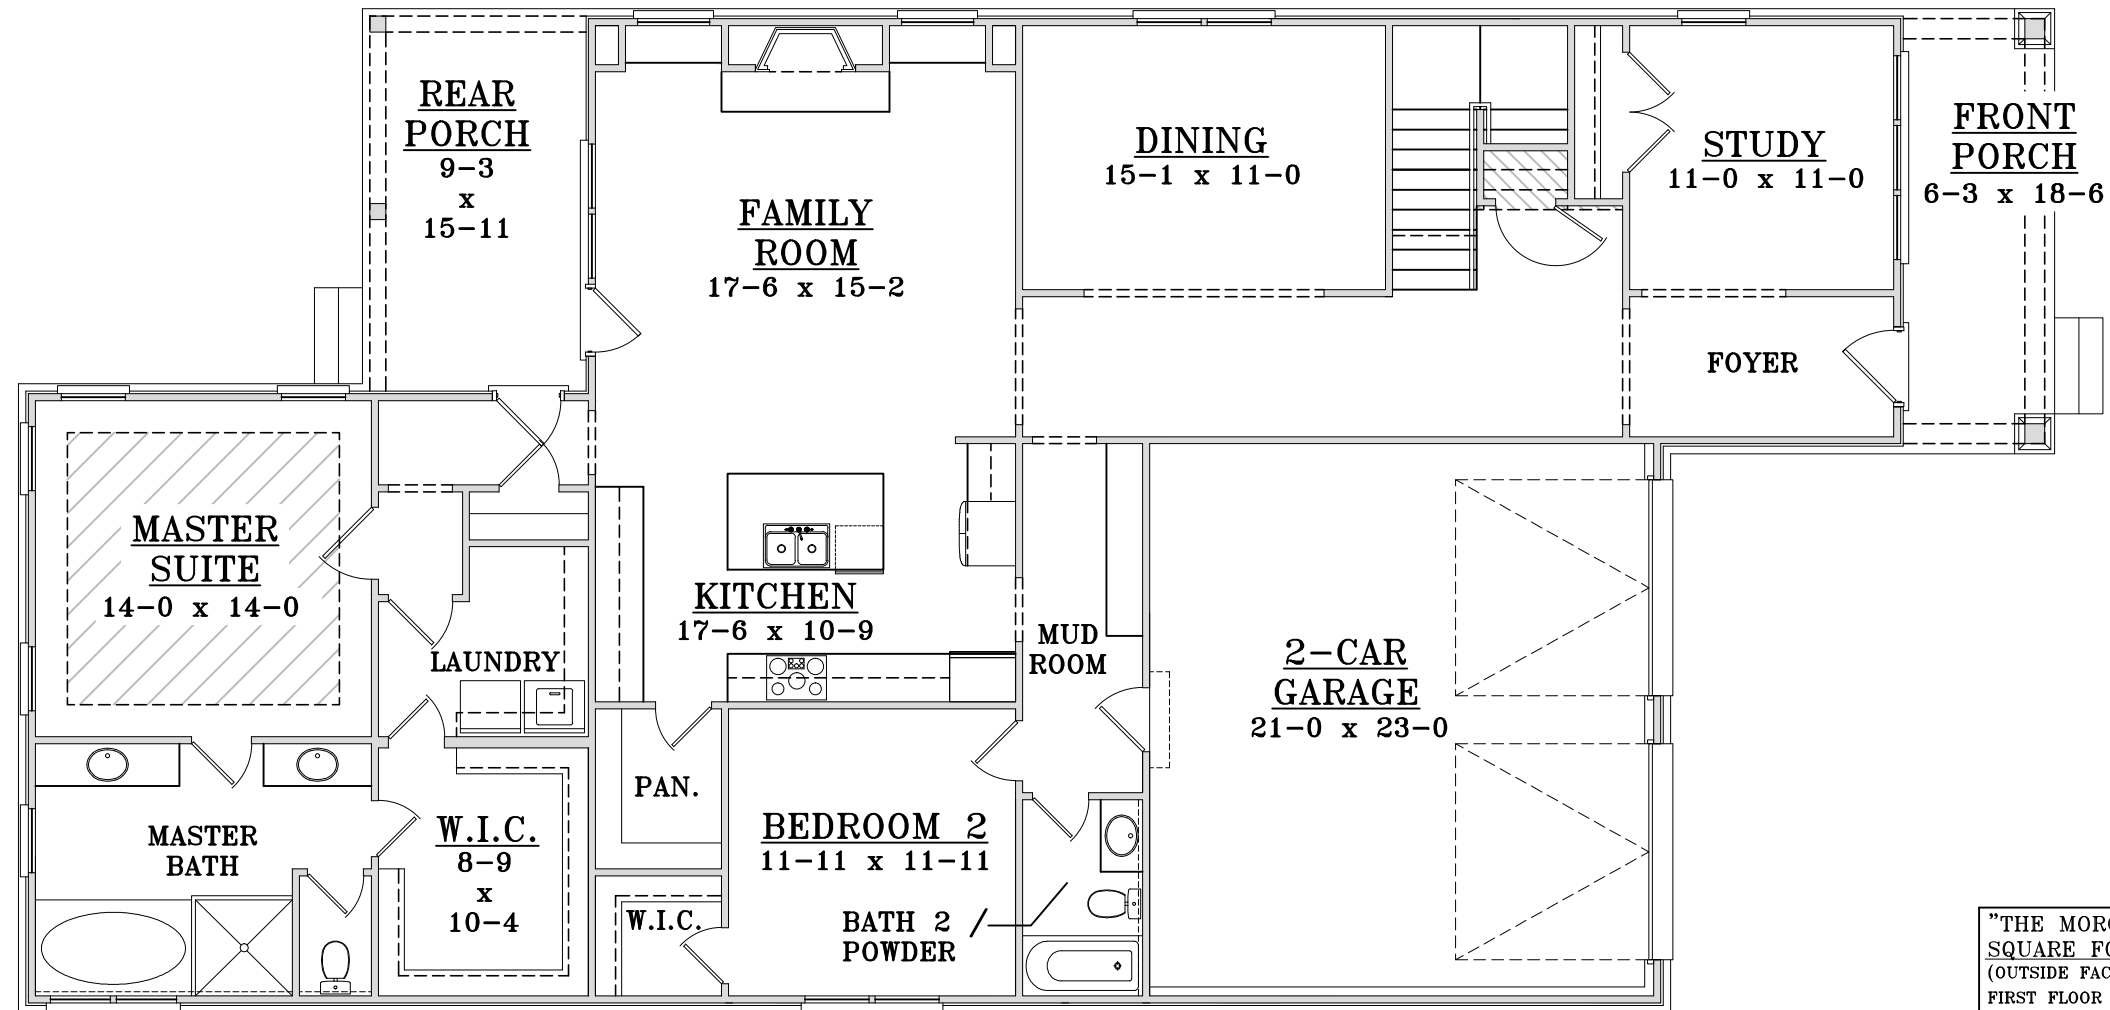 REAR
PORCH
9-3
x
15-11
FAMILY
ROOM
17-6 x 15-2
DINING
15-1 x 11-0
STUDY
11-0 x 11-0
FRONT
PORCH
6-3 x 18-6
FOYER
MASTER
SUITE
14-0 x 14-0
KITCHEN
17-6 x 10-9
LAUNDRY
MUD
ROOM
2-CAR
GARAGE
21-0 x 23-0
PAN.
MASTER
BATH
W.I.C.
8-9
x
10-4
BEDROOM 2
11-11 x 11-11
W.I.C.
BATH 2 /
POWDER
"THE
SQUARE
(OUTSIDE
FIRST FLOOR